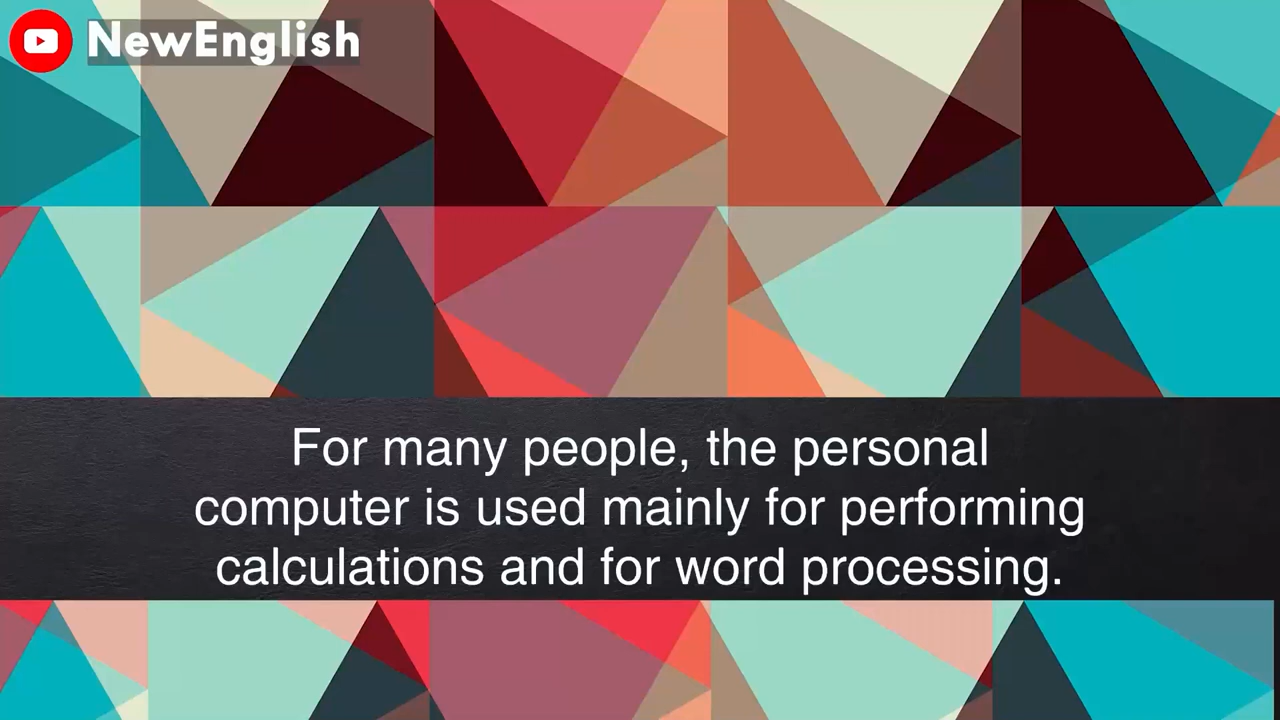 NewEnglish
For many people, the personal
computer is used mainly for performing
calculations and for word processing.